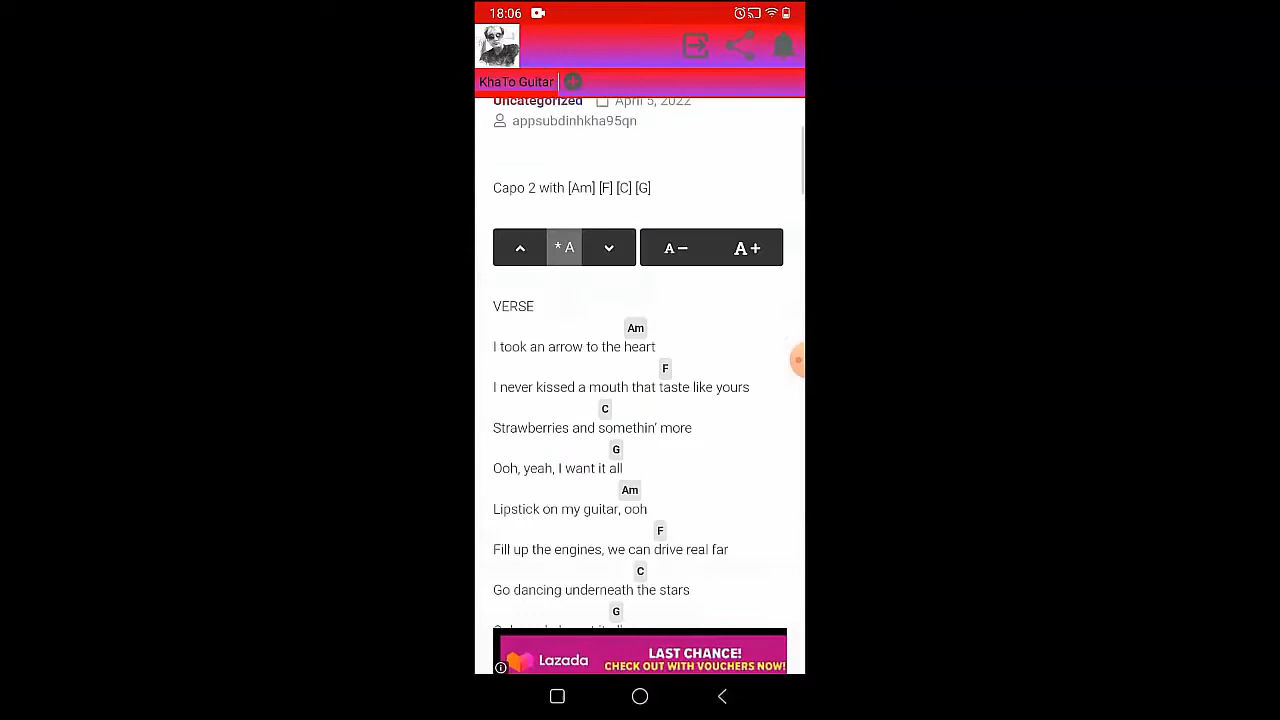 18:06
KhaTo Guitar
Uncategorized April 5, 2022
appsubdinhkha95qn
Capo 2 with [Am] [F] [C] [G]
* A A− A+
VERSE
Am
I took an arrow to the heart
F
I never kissed a mouth that taste like yours
C
Strawberries and somethin' more
G
Ooh, yeah, I want it all
Am
Lipstick on my guitar, ooh
F
Fill up the engines, we can drive real far
C
Go dancing underneath the stars
G
Lazada
LAST CHANCE!
CHECK OUT WITH VOUCHERS NOW!